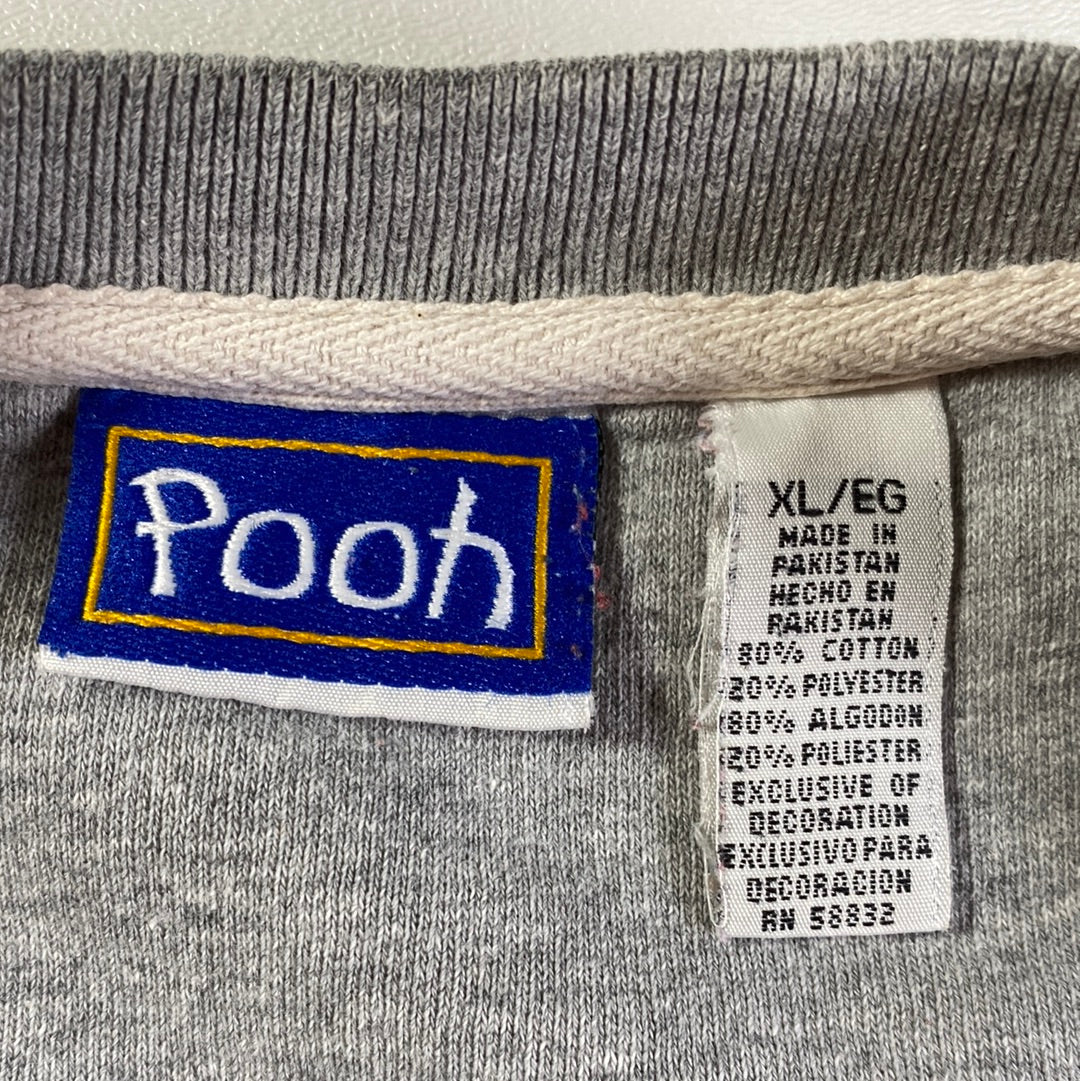 Pooh
XL/EG
MADE IN
PAKISTAN
HECHO EN
PAKISTAN
80% COTTON
20% POLYESTER
80% ALGODON
20% POLIESTER
EXCLUSIVE OF
DECORATION
EXCLUSIVO PARA
DECORACION
RN 58832